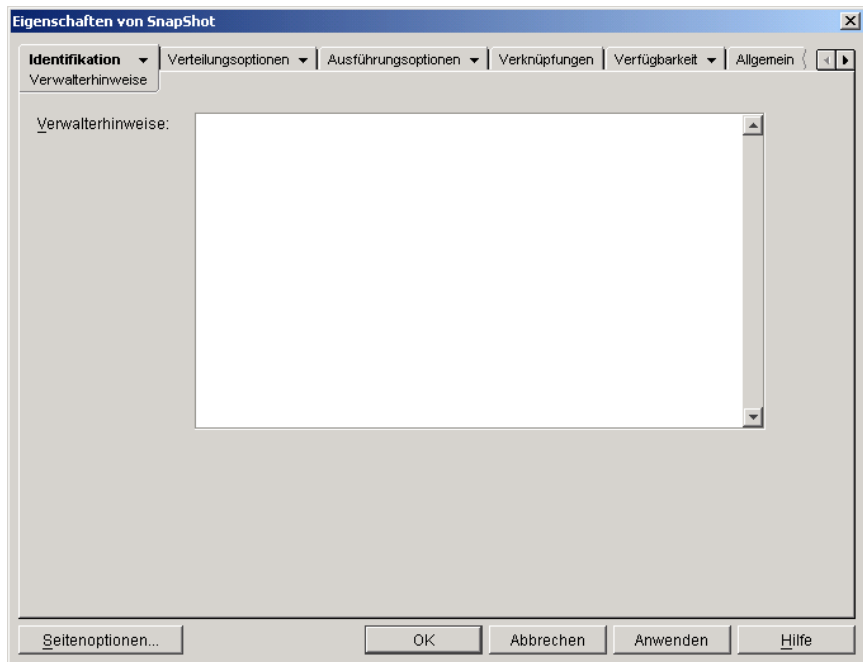 Eigenschaften von SnapShot
Identifikation Verteilungsoptionen Ausführungsoptionen Verknüpfungen Verfügbarkeit Allgemein
Verwalterhinweise
Verwalterhinweise:
Seitenoptionen... OK Abbrechen Anwenden Hilfe